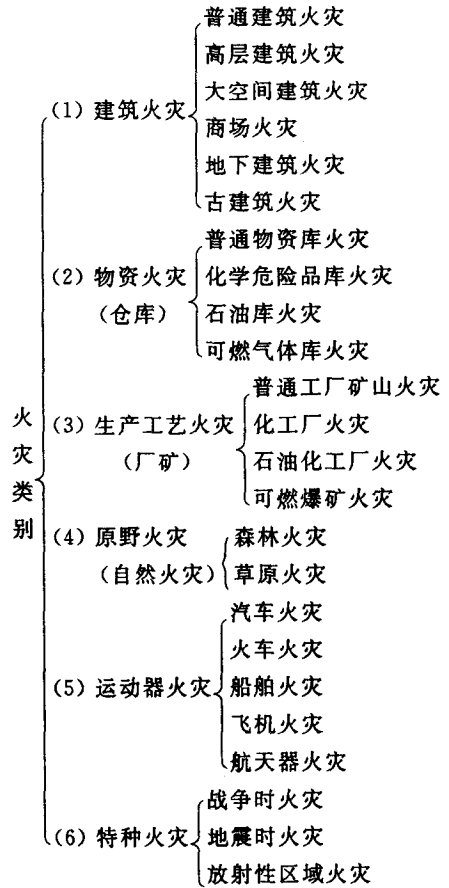 火灾类别
(1) 建筑火灾
普通建筑火灾
高层建筑火灾
大空间建筑火灾
商场火灾
地下建筑火灾
古建筑火灾
(2) 物资火灾
(仓库)
普通物资库火灾
化学危险品库火灾
石油库火灾
可燃气体库火灾
(3) 生产工艺火灾
(厂矿)
普通工厂矿山火灾
化工厂火灾
石油化工厂火灾
可燃爆矿火灾
(4) 原野火灾
(自然火灾)
森林火灾
草原火灾
(5) 运动器火灾
汽车火灾
火车火灾
船舶火灾
飞机火灾
航天器火灾
(6) 特种火灾
战争时火灾
地震时火灾
放射性区域火灾